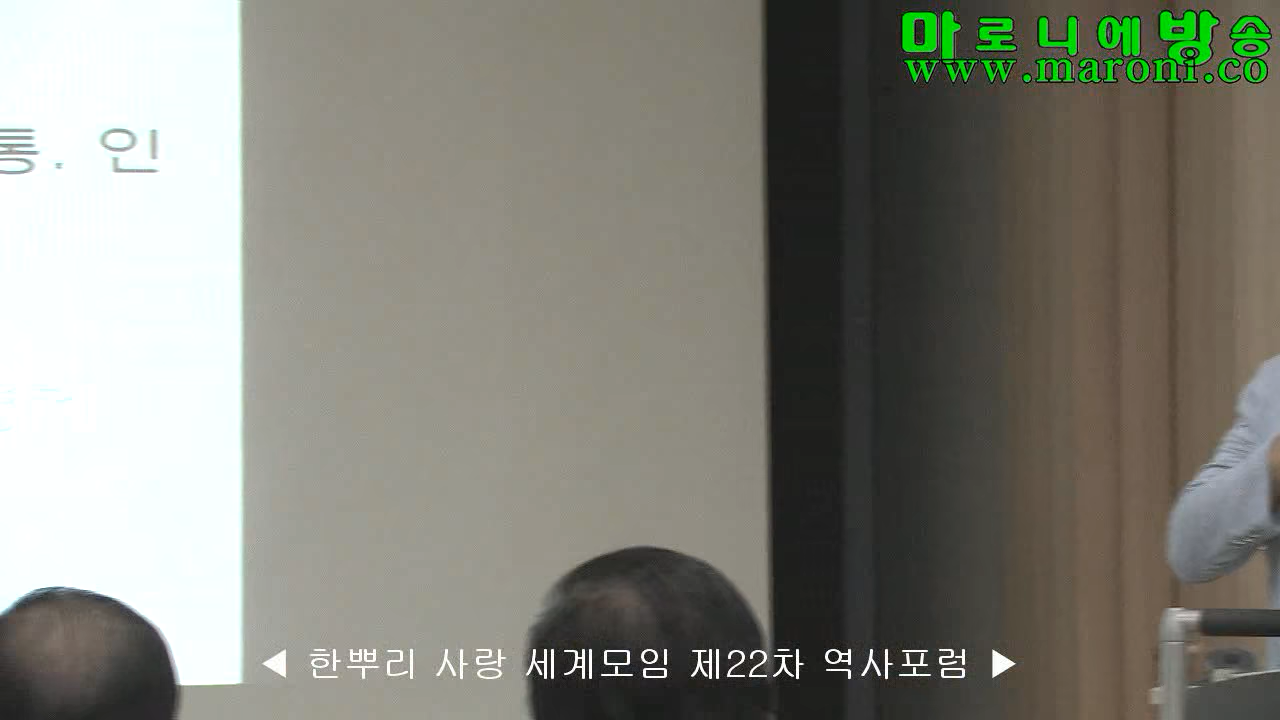 마로니에방송
www.maroni.co
통. 인
◀ 한뿌리 사랑 세계모임 제22차 역사포럼 ▶